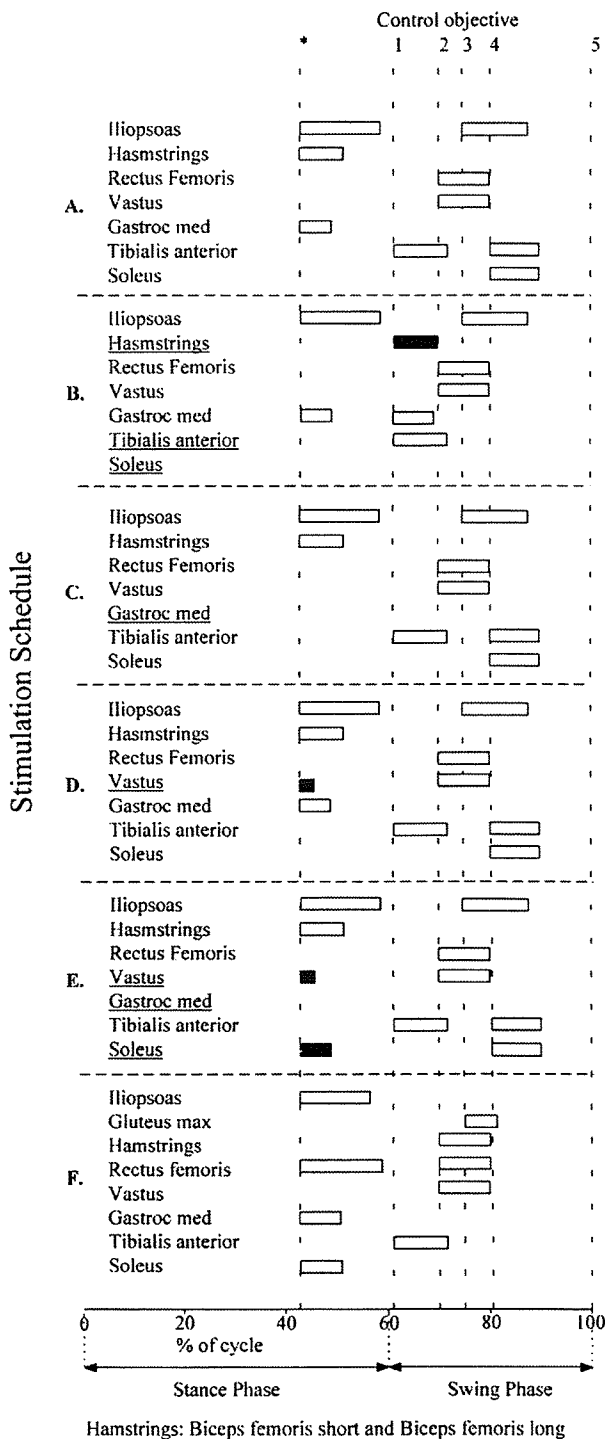 Control objective
* 1 2 3 4 5
Stimulation Schedule
A.
Iliopsoas
Hasmstrings
Rectus Femoris
Vastus
Gastroc med
Tibialis anterior
Soleus
B.
Iliopsoas
Hasmstrings
Rectus Femoris
Vastus
Gastroc med
Tibialis anterior
Soleus
C.
Iliopsoas
Hasmstrings
Rectus Femoris
Vastus
Gastroc med
Tibialis anterior
Soleus
D.
Iliopsoas
Hasmstrings
Rectus Femoris
Vastus
Gastroc med
Tibialis anterior
Soleus
E.
Iliopsoas
Hasmstrings
Rectus Femoris
Vastus
Gastroc med
Tibialis anterior
Soleus
F.
Iliopsoas
Gluteus max
Hamstrings
Rectus femoris
Vastus
Gastroc med
Tibialis anterior
Soleus
0 20 40 60 80 100
% of cycle
Stance Phase Swing Phase
Hamstrings: Biceps femoris short and Biceps femoris long